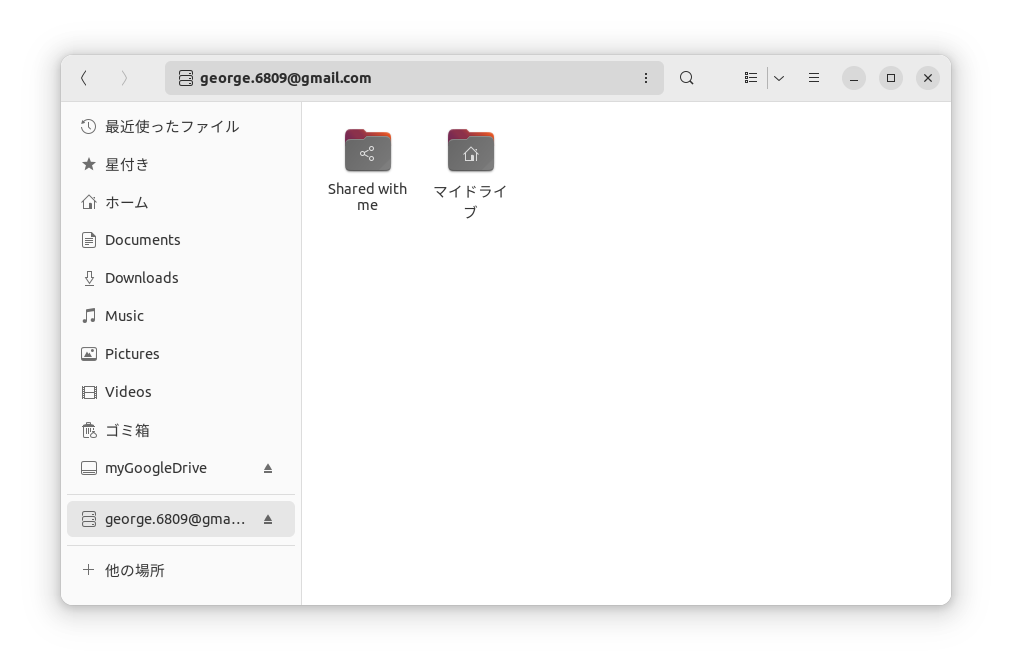 george.6809@gmail.com
最近使ったファイル
星付き
ホーム
Documents
Downloads
Music
Pictures
Videos
ゴミ箱
myGoogleDrive
george.6809@gma…
他の場所
Shared with
me
マイドライ
ブ